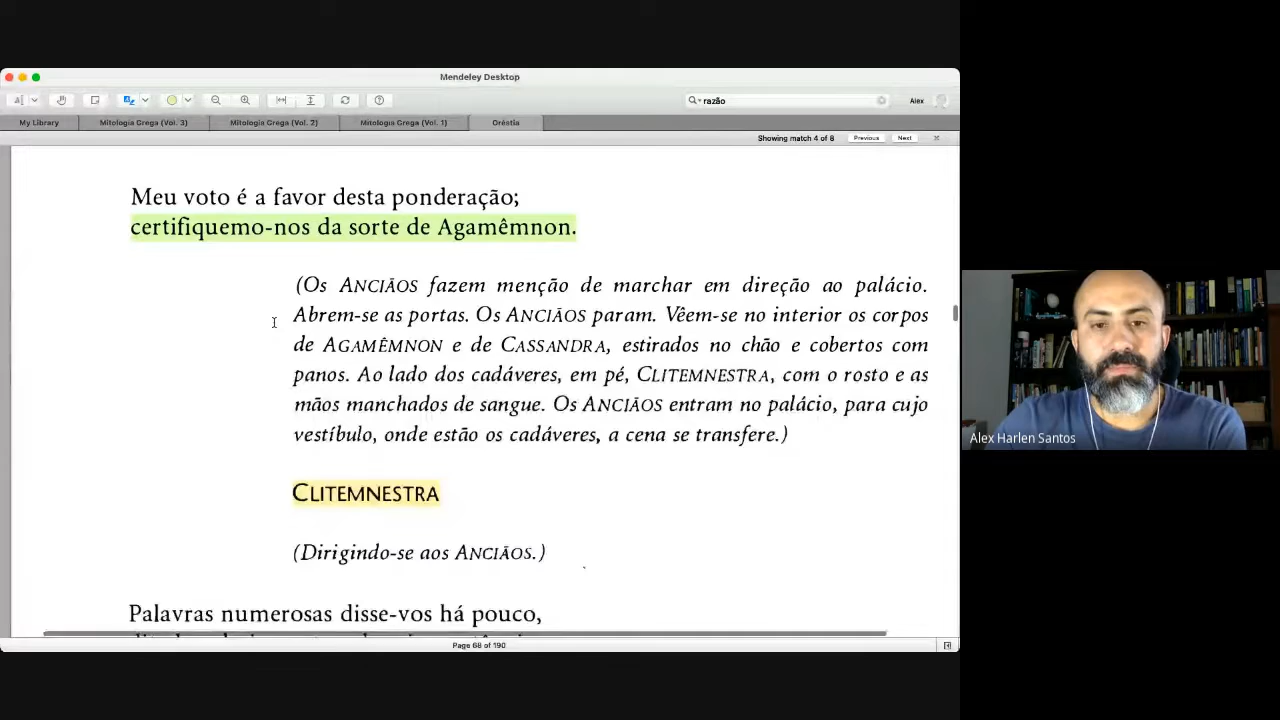 Mendeley Desktop
razão
Alex
My Library
Mitologia Grega (Vol. 3)
Mitologia Grega (Vol. 2)
Mitologia Grega (Vol. 1)
Oréstia
Showing match 4 of 8
Previous
Next
Meu voto é a favor desta ponderação;
certifiquemo-nos da sorte de Agamêmnon.
(Os ANCIÃOS fazem menção de marchar em direção ao palácio.
Abrem-se as portas. Os ANCIÃOS param. Vêem-se no interior os corpos
de AGAMÊMNON e de CASSANDRA, estirados no chão e cobertos com
panos. Ao lado dos cadáveres, em pé, CLITEMNESTRA, com o rosto e as
mãos manchados de sangue. Os ANCIÃOS entram no palácio, para cujo
vestíbulo, onde estão os cadáveres, a cena se transfere.)
CLITEMNESTRA
(Dirigindo-se aos ANCIÃOS.)
Palavras numerosas disse-vos há pouco,
Page 68 of 190
Alex Harlen Santos